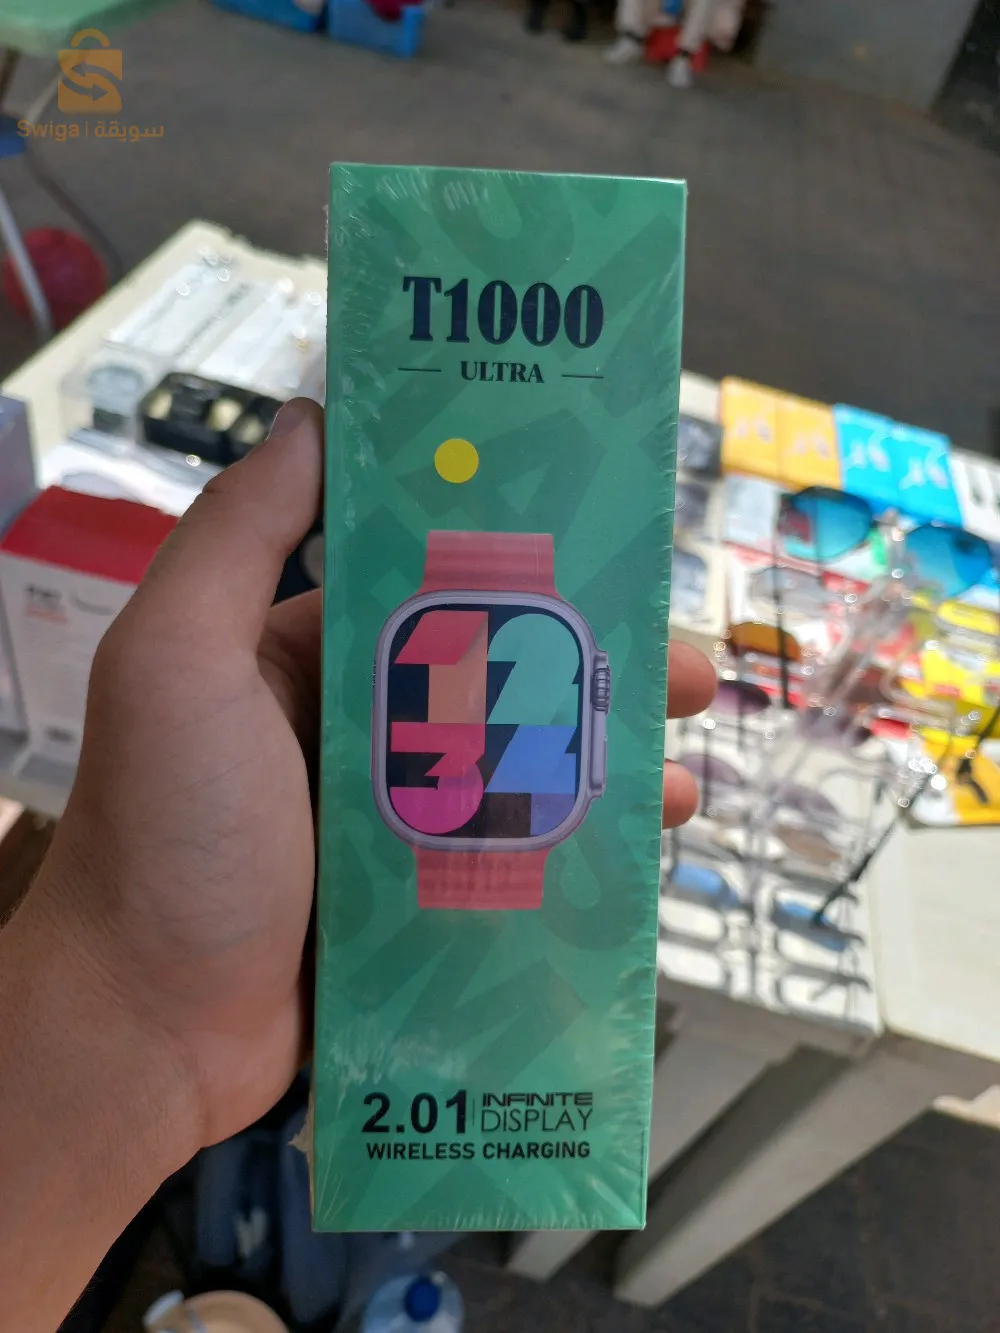 Swiga | سويقة
T1000
ULTRA
12
34
2.01 INFINITE
DISPLAY
WIRELESS CHARGING